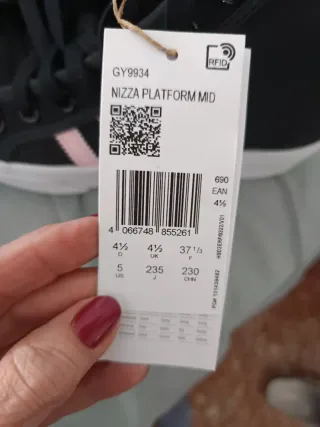 RFID
GY9934
NIZZA PLATFORM MID
690
EAN
4½
4 066748 855261
4½ 4½ 37 1/3
D UK F
5 235 230
US J CHN